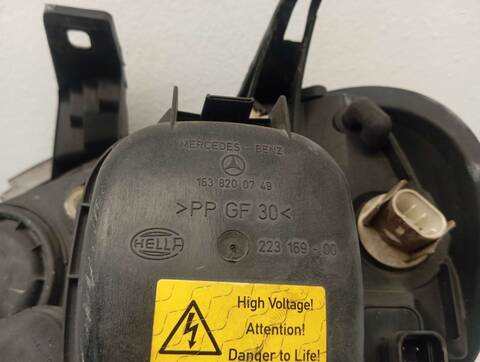 MERCEDES-BENZ
163 820 07 49
>PP GF 30<
HELLA
223 169-00
High Voltage!
Attention!
Danger to Life!